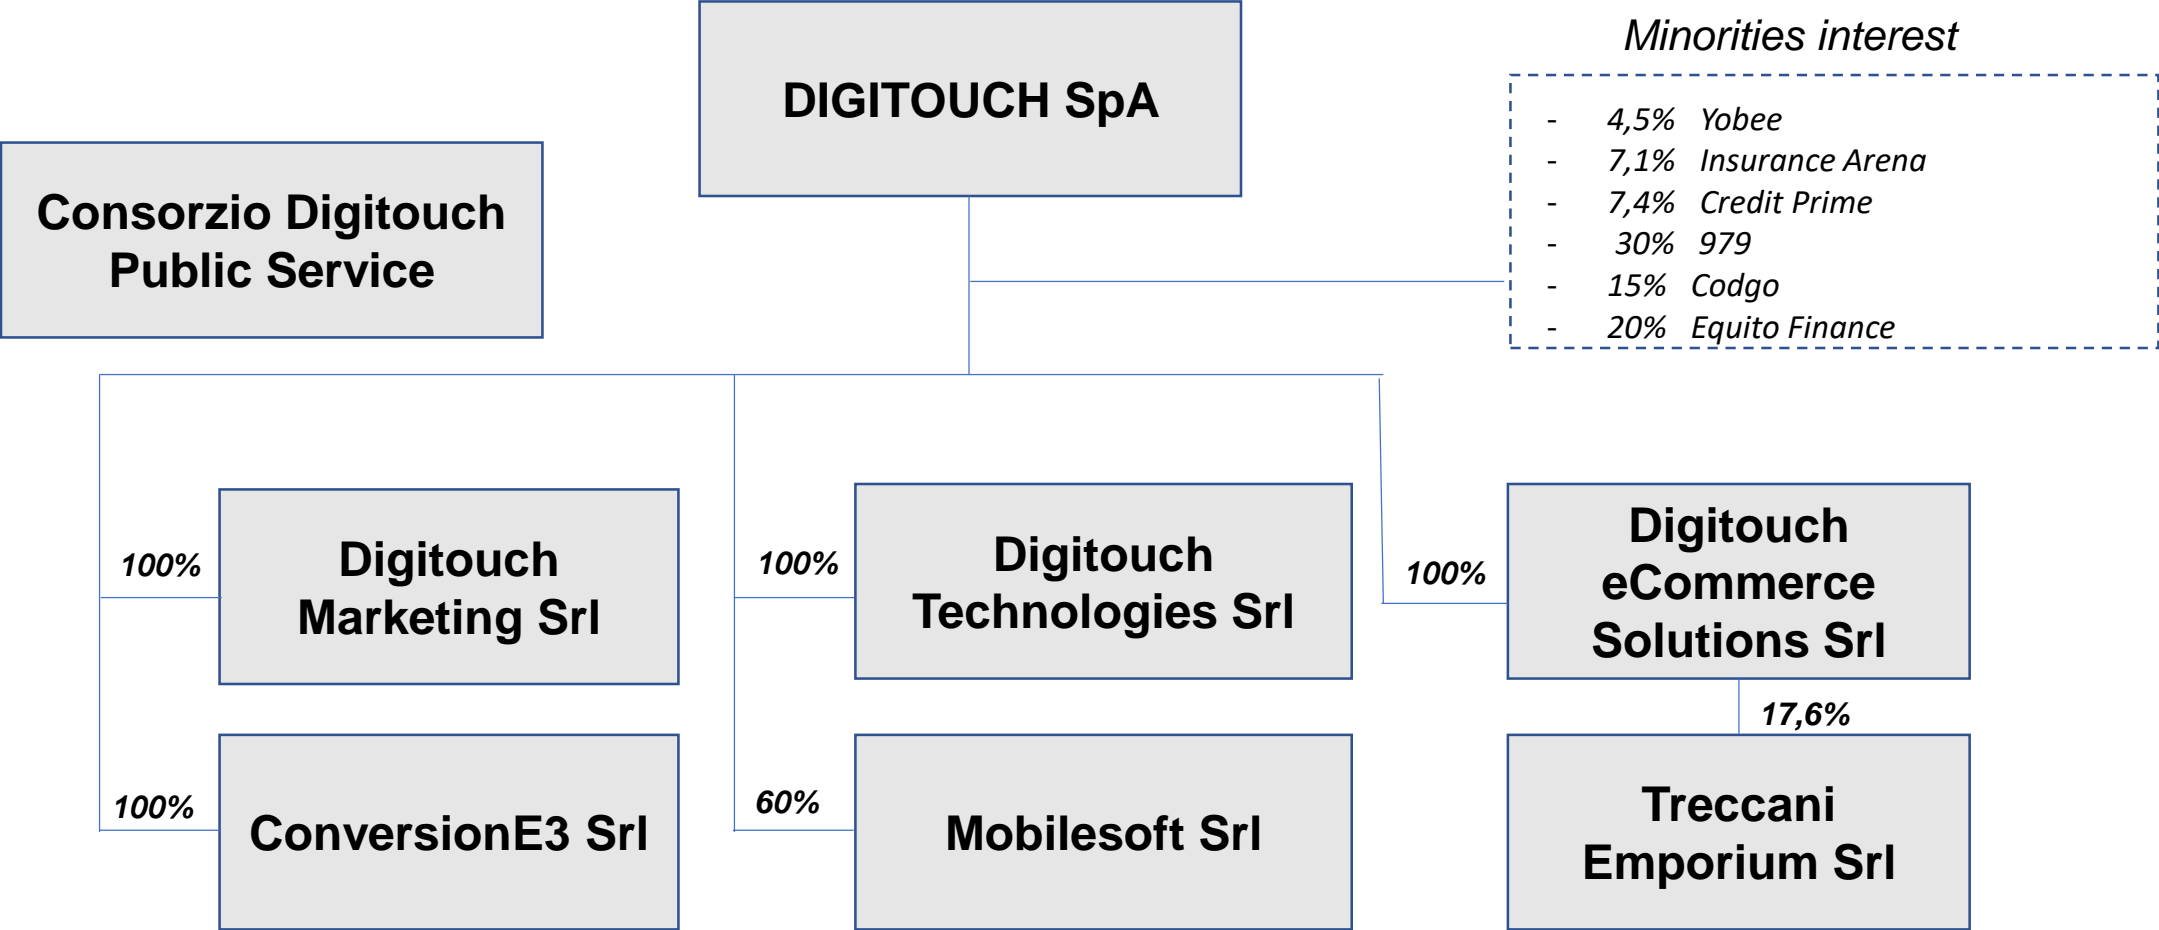 DIGITOUCH SpA
Minorities interest
- 4,5% Yobee
- 7,1% Insurance Arena
- 7,4% Credit Prime
- 30% 979
- 15% Codgo
- 20% Equito Finance
Consorzio Digitouch
Public Service
100%
Digitouch
Marketing Srl
100%
Digitouch
Technologies Srl
100%
Digitouch
eCommerce
Solutions Srl
17,6%
100%
ConversionE3 Srl
60%
Mobilesoft Srl
Treccani
Emporium Srl